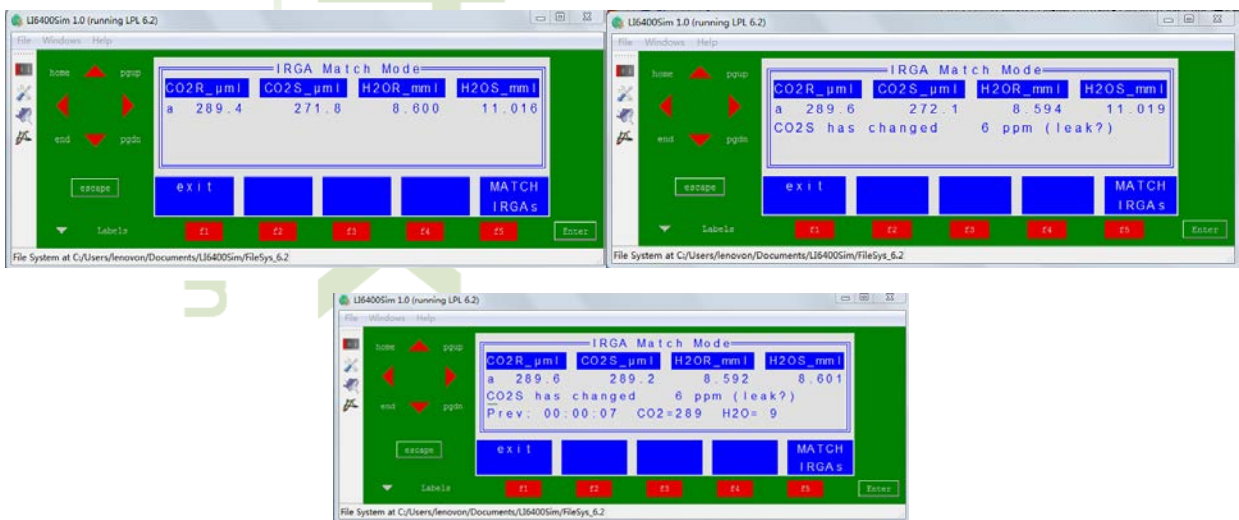 LI6400Sim 1.0 (running LPL 6.2)
File Windows Help
IRGA Match Mode
home pgup
CO2R_µml CO2S_µml H2OR_mml H2OS_mml
a 289.4 271.8 8.600 11.016
end pgdn
escape
exit MATCH IRGAs
Labels f1 f2 f3 f4 f5 Enter
File System at C:/Users/lenovon/Documents/LI6400Sim/FileSys_6.2
LI6400Sim 1.0 (running LPL 6.2)
File Windows Help
IRGA Match Mode
home pgup
CO2R_µml CO2S_µml H2OR_mml H2OS_mml
a 289.6 272.1 8.594 11.019
CO2S has changed 6 ppm (leak?)
end pgdn
escape
exit MATCH IRGAs
Labels f1 f2 f3 f4 f5 Enter
File System at C:/Users/lenovon/Documents/LI6400Sim/FileSys_6.2
LI6400Sim 1.0 (running LPL 6.2)
File Windows Help
IRGA Match Mode
home pgup
CO2R_µml CO2S_µml H2OR_mml H2OS_mml
a 289.6 289.2 8.592 8.601
CO2S has changed 6 ppm (leak?)
end pgdn
Prev: 00:00:07 CO2=289 H2O= 9
escape
exit MATCH IRGAs
Labels f1 f2 f3 f4 f5 Enter
File System at C:/Users/lenovon/Documents/LI6400Sim/FileSys_6.2